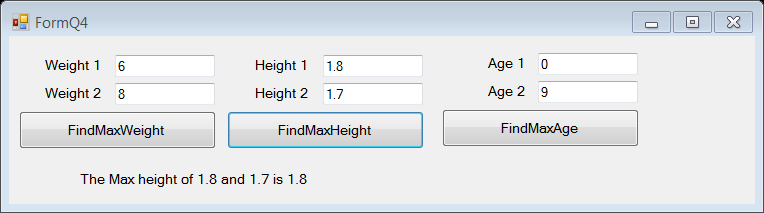 FormQ4
Weight 1 6 Height 1 1.8 Age 1 0
Weight 2 8 Height 2 1.7 Age 2 9
FindMaxWeight FindMaxHeight FindMaxAge
The Max height of 1.8 and 1.7 is 1.8